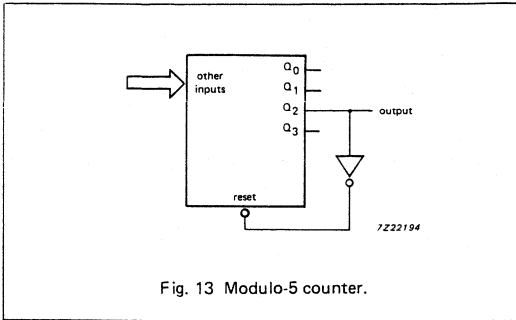 other
inputs
Q0
Q1
Q2
Q3
output
reset
7Z22194
Fig. 13 Modulo-5 counter.